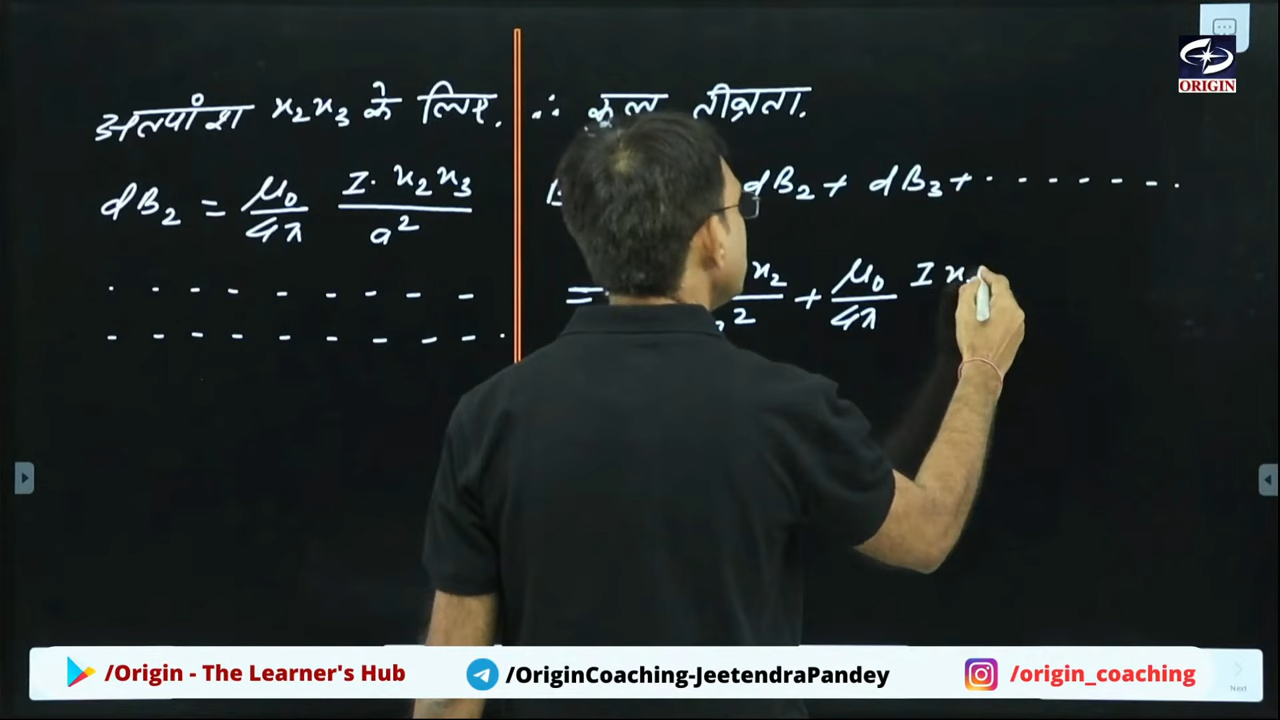 ORIGIN
अल्पांश x₂x₃ के लिए.
dB₂ = μ₀/4π I. x₂x₃/a²
∴ कुल तीव्रता.
dB₂ + dB₃ + .......
= x₂/² + μ₀/4π I x
/Origin - The Learner's Hub
/OriginCoaching-JeetendraPandey
/origin_coaching
Next